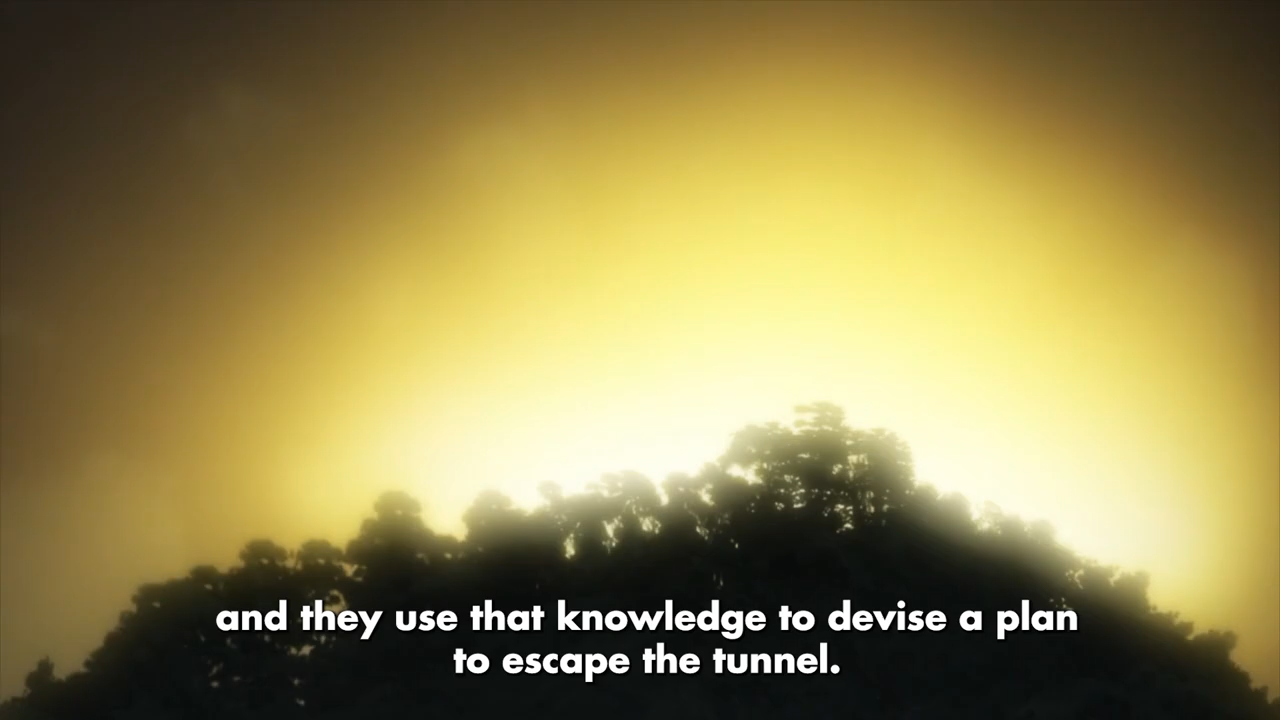 and they use that knowledge to devise a plan
to escape the tunnel.